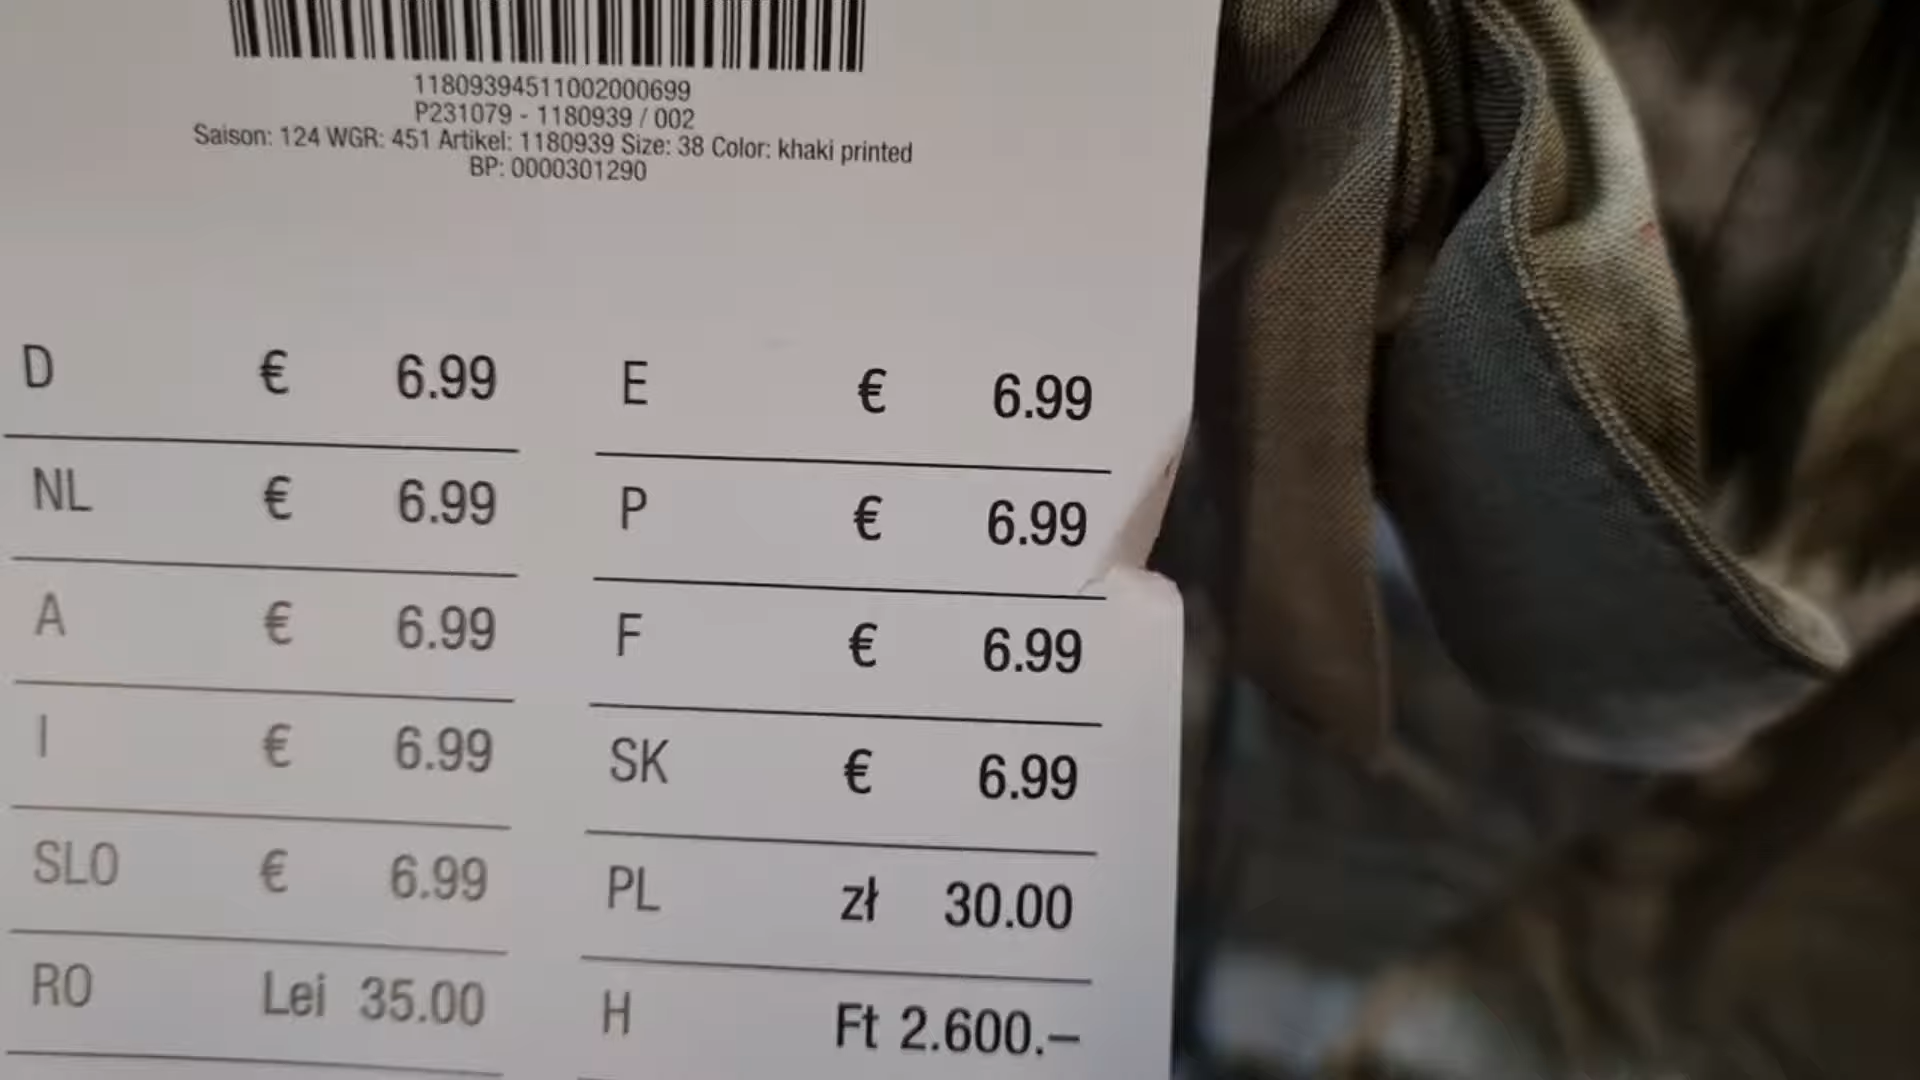 11809394511002000699
P231079 - 1180939 / 002
Saison: 124 WGR: 451 Artikel: 1180939 Size: 38 Color: khaki printed
BP: 0000301290
D € 6.99 E € 6.99
NL € 6.99 P € 6.99
A € 6.99 F € 6.99
I € 6.99 SK € 6.99
SLO € 6.99 PL zł 30.00
RO Lei 35.00 H Ft 2.600.–